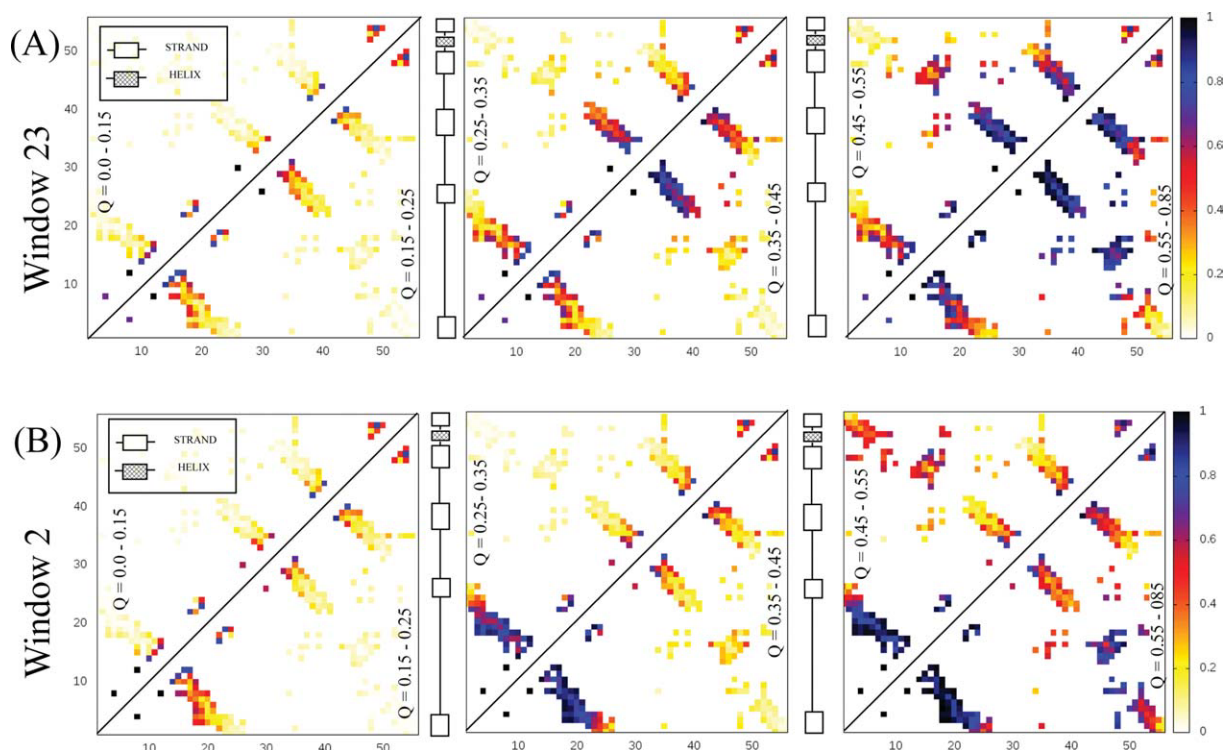 (A)
Window 23
STRAND
HELIX
Q = 0.0 - 0.15
Q = 0.15 - 0.25
50
40
30
20
10
10 20 30 40 50
Q = 0.25- 0.35
Q = 0.35 - 0.45
10 20 30 40 50
Q = 0.45 - 0.55
Q = 0.55 - 0.85
10 20 30 40 50
1
0.8
0.6
0.4
0.2
0
(B)
Window 2
STRAND
HELIX
Q = 0.0 - 0.15
Q = 0.15 - 0.25
50
40
30
20
10
10 20 30 40 50
Q = 0.25- 0.35
Q = 0.35 - 0.45
10 20 30 40 50
Q = 0.45 - 0.55
Q = 0.55 - 085
10 20 30 40 50
1
0.8
0.6
0.4
0.2
0